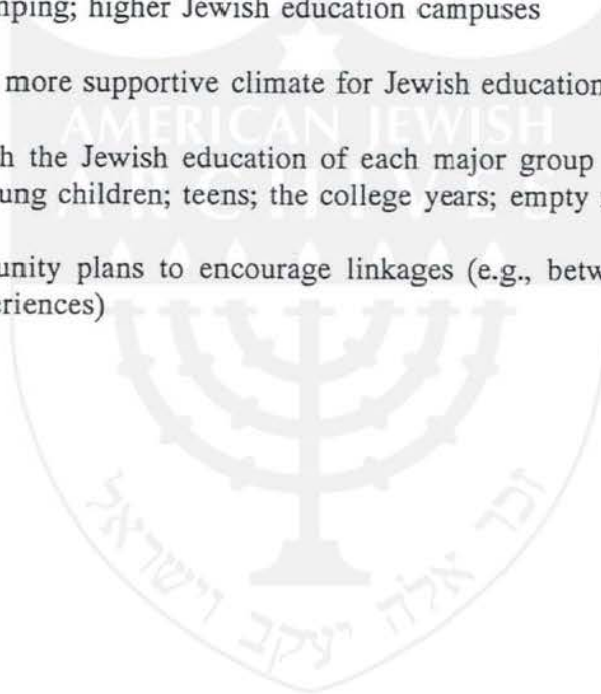 mping; higher Jewish education campuses
more supportive climate for Jewish education
AMERICAN JEWISH
ARCHIVES
h the Jewish education of each major group
ung children; teens; the college years; empty
unity plans to encourage linkages (e.g., betw
eriences)
זכר אלה יעקב וישראל